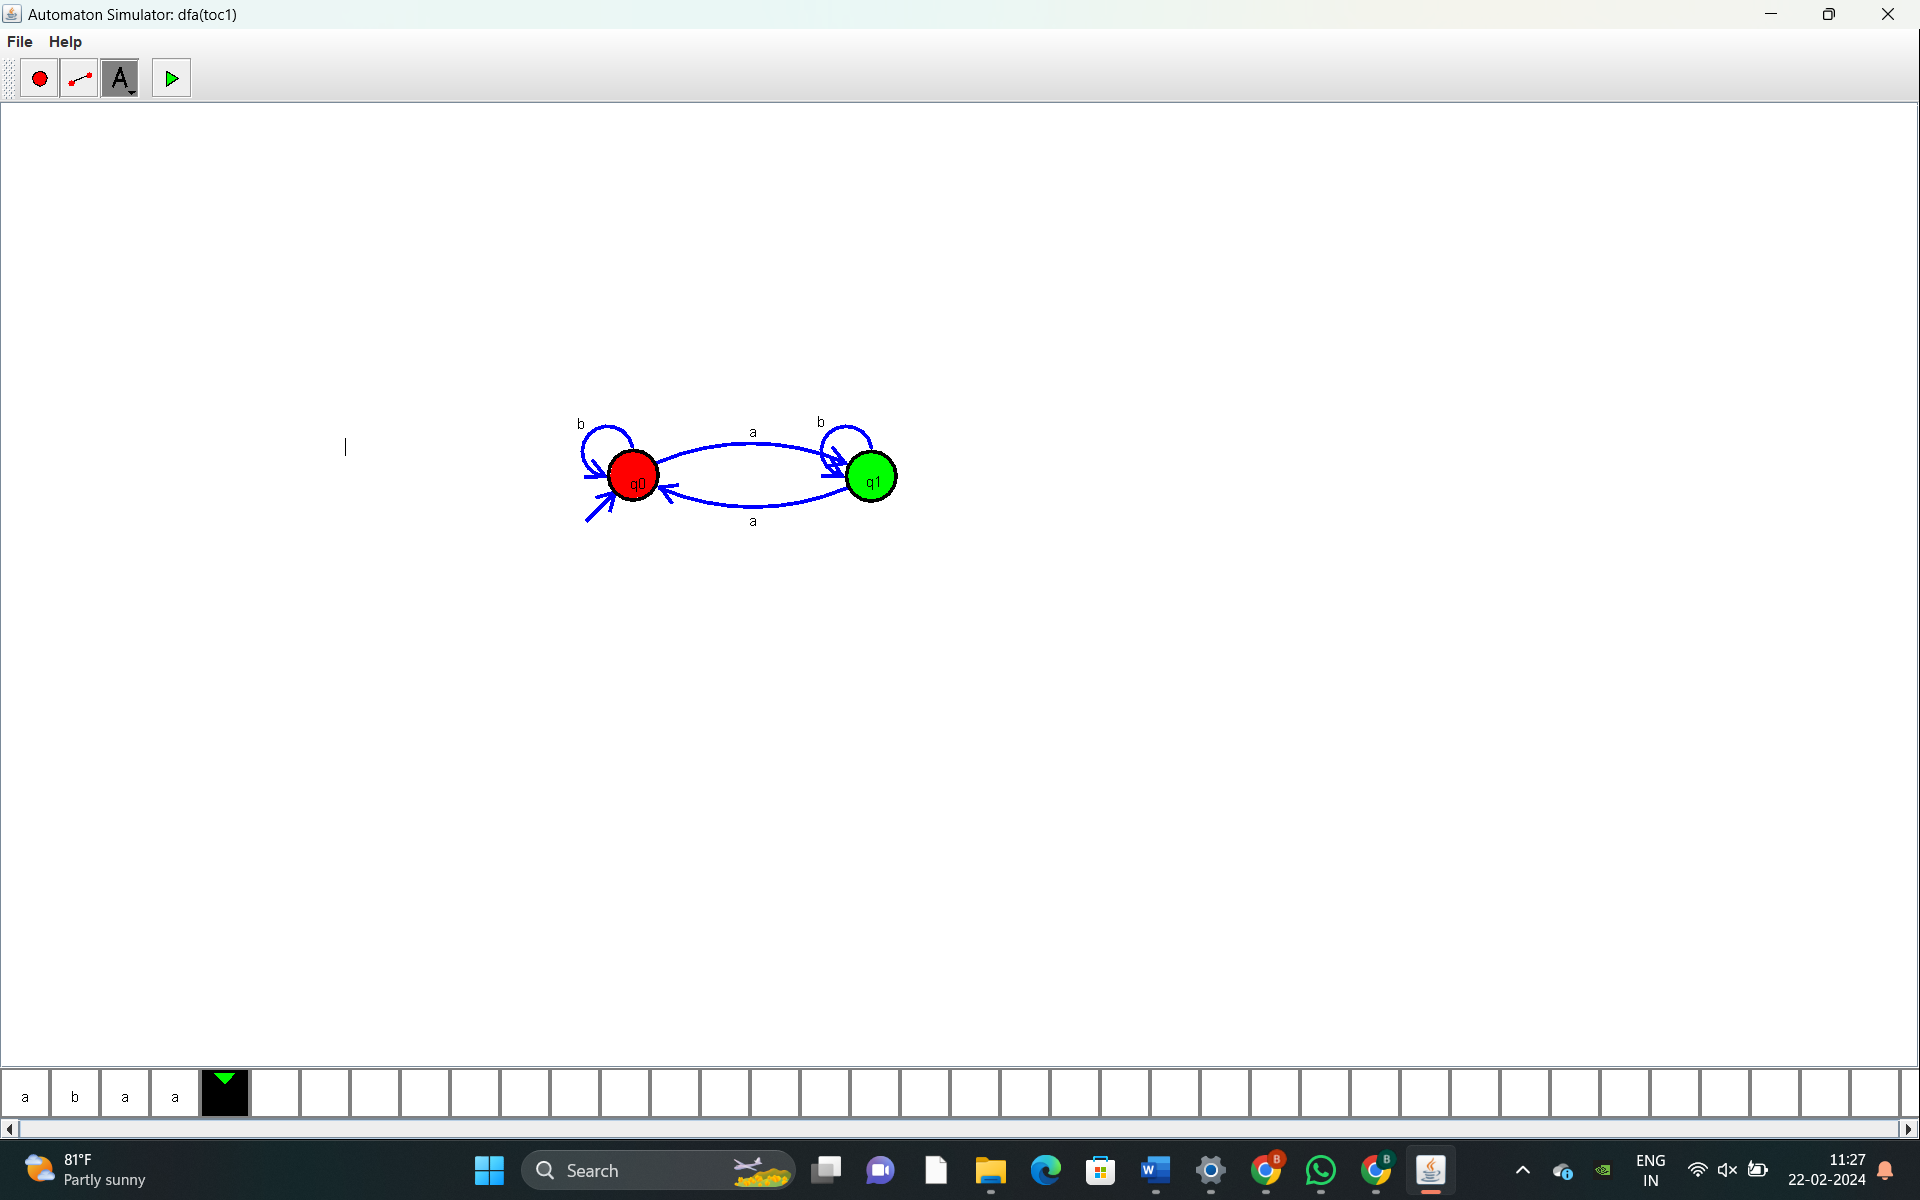 Automaton Simulator: dfa(toc1)
File Help
A
b
a
b
q0
q1
a
a b a a
81°F
Partly sunny
Search
W
B
B
ENG
IN
11:27
22-02-2024